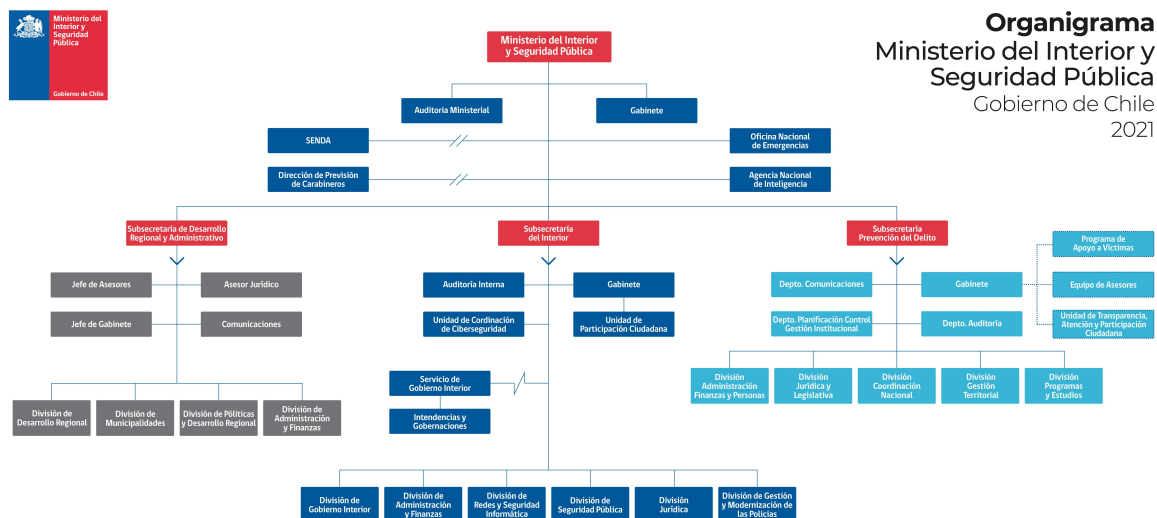 Ministerio del
Interior y
Seguridad
Pública
Gobierno de Chile
Organigrama
Ministerio del Interior y
Seguridad Pública
Gobierno de Chile
2021
Ministerio del Interior
y Seguridad Pública
Auditoria Ministerial
Gabinete
SENDA
Oficina Nacional
de Emergencias
Dirección de Previsión
de Carabineros
Agencia Nacional
de Inteligencia
Subsecretaría de Desarrollo
Regional y Administrativo
Subsecretaría
del Interior
Subsecretaría
Prevención del Delito
Programa de
Apoyo a Víctimas
Jefe de Asesores
Asesor Jurídico
Auditoría Interna
Gabinete
Depto. Comunicaciones
Gabinete
Equipo de Asesores
Jefe de Gabinete
Comunicaciones
Unidad de Cordinación
de Ciberseguridad
Unidad de
Participación Ciudadana
Depto. Planificación Control
Gestión Institucional
Depto. Auditoría
Unidad de Transparencia,
Atención y Participación
Ciudadana
Servicio de
Gobierno Interior
Intendencias y
Gobernaciones
División
Administración
Finanzas y Personas
División
Jurídica y
Legislativa
División
Coordinación
Nacional
División
Gestión
Territorial
División
Programas
y Estudios
División de
Desarrollo Regional
División de
Municipalidades
División de Póliticas
y Desarrollo Regional
División de
Administración
y Finanzas
División de
Gobierno Interior
División de
Administración
y Finanzas
División de
Redes y Seguridad
Informática
División de
Seguridad Pública
División
Jurídica
División de Gestión
y Modernización de
las Policias